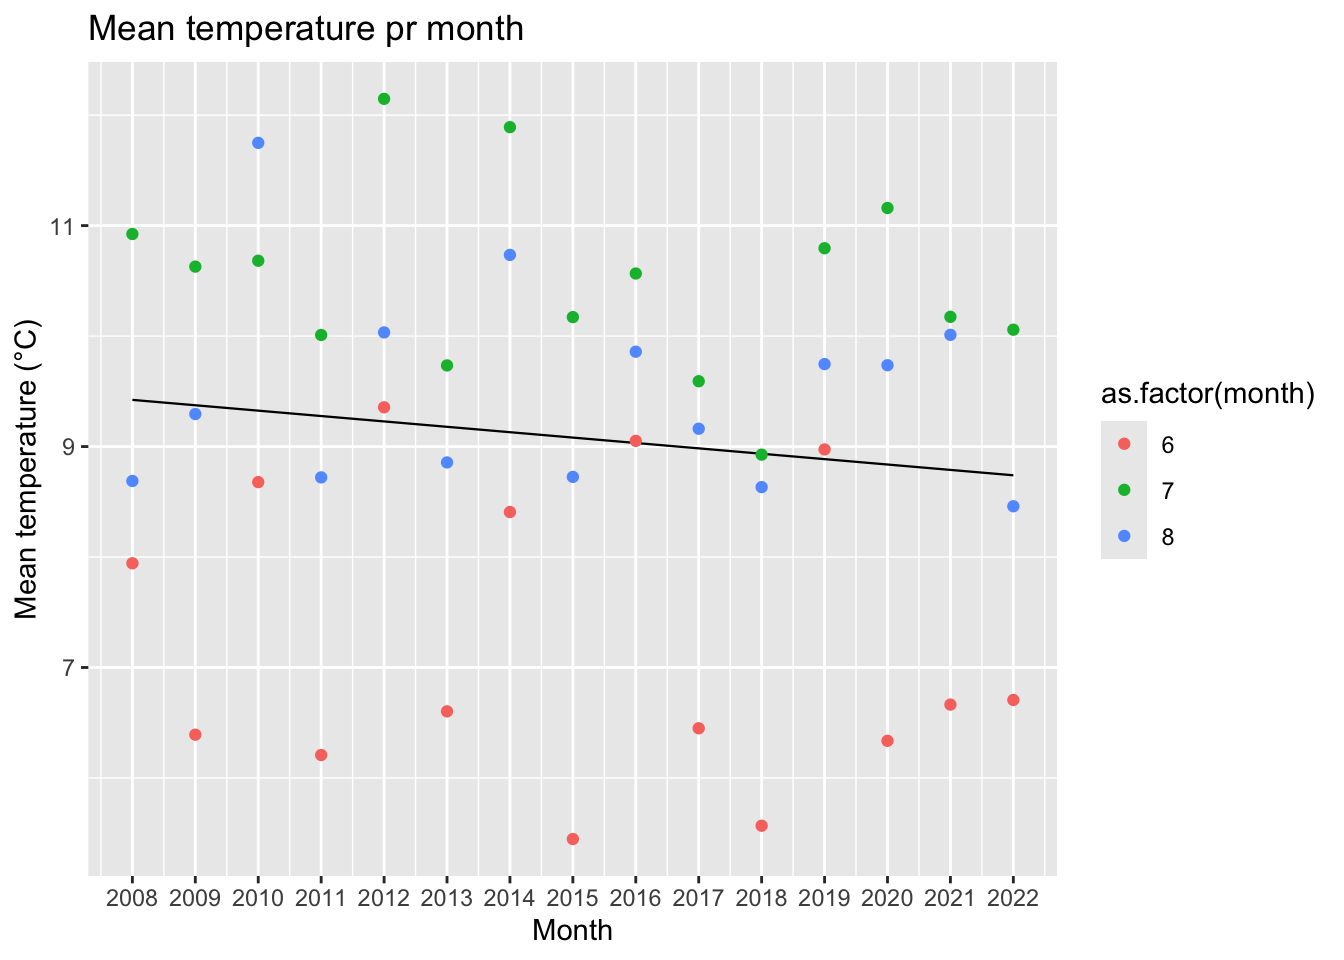 Mean temperature pr month
Mean temperature (°C)
11
9
7
2008 2009 2010 2011 2012 2013 2014 2015 2016 2017 2018 2019 2020 2021 2022
Month
as.factor(month)
6
7
8